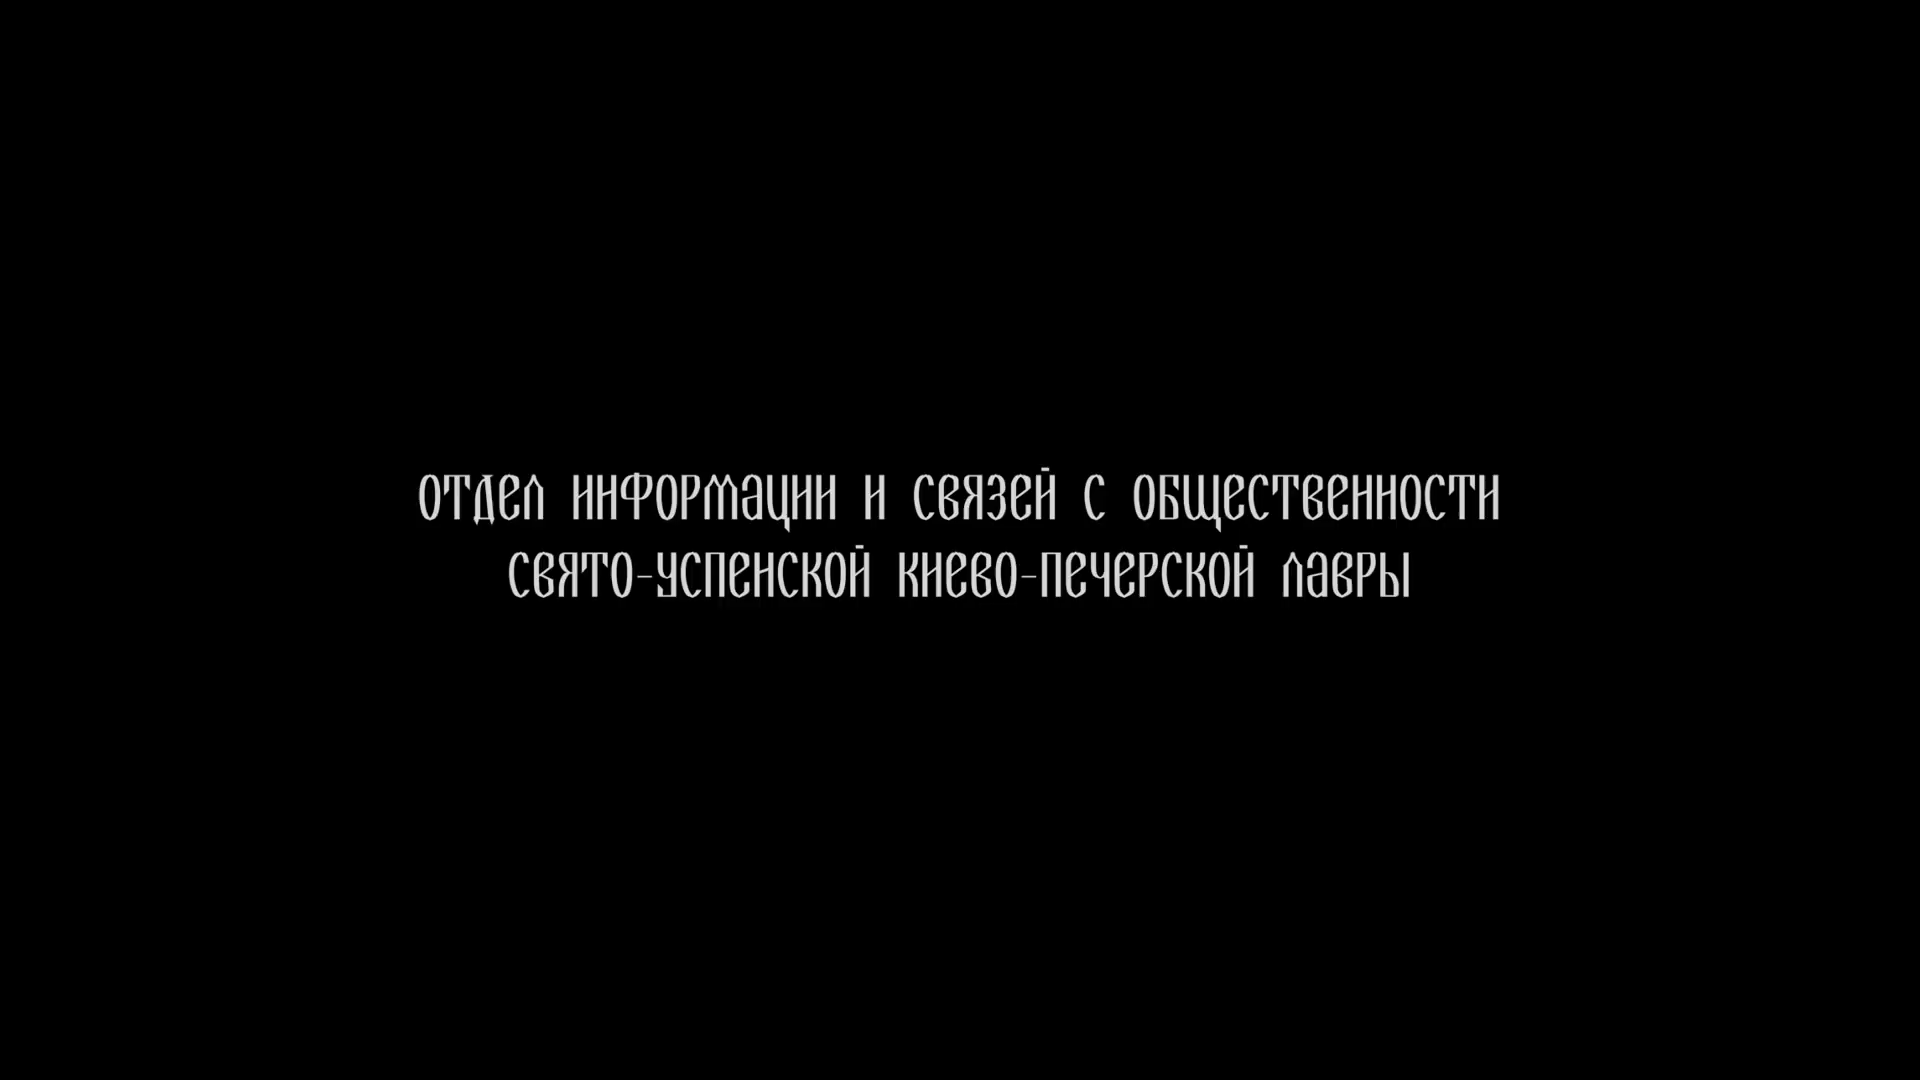 отдел информации и связей с общественности
свято-успенской киево-печерской лавры